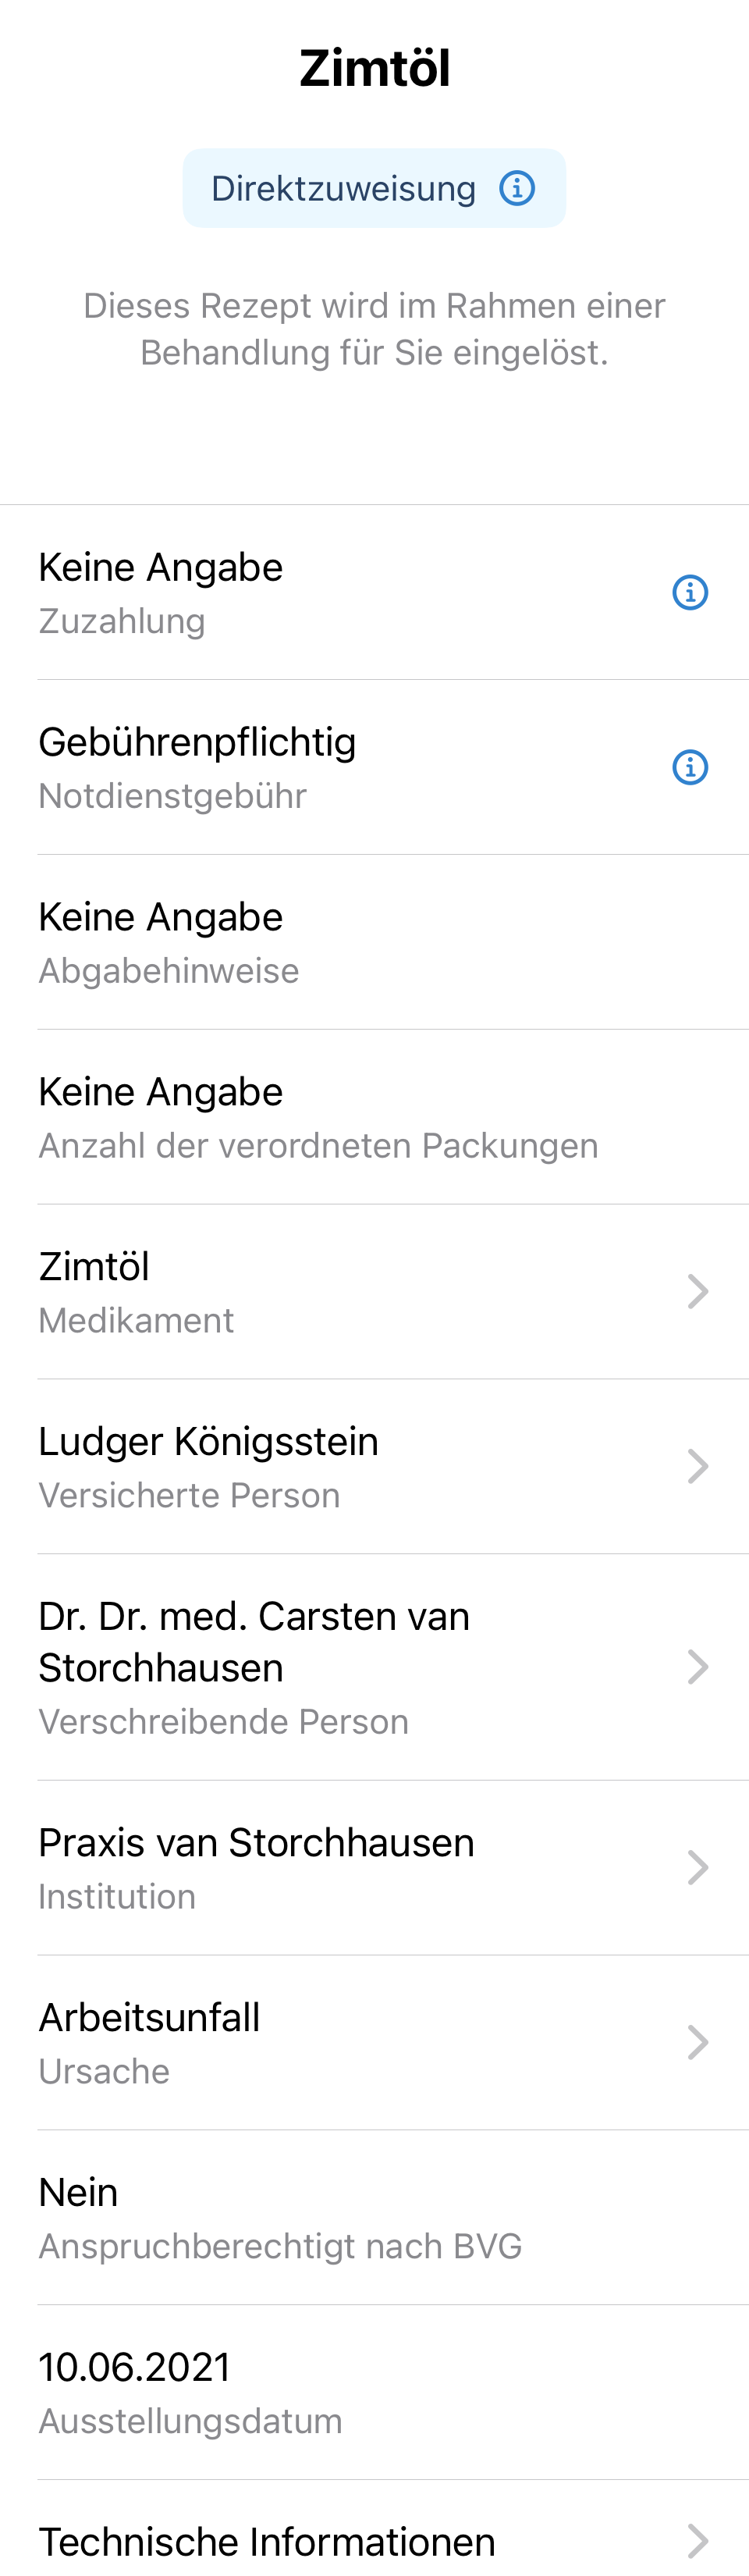 Zimtöl
Direktzuweisung
Dieses Rezept wird im Rahmen einer
Behandlung für Sie eingelöst.
Keine Angabe
Zuzahlung
Gebührenpflichtig
Notdienstgebühr
Keine Angabe
Abgabehinweise
Keine Angabe
Anzahl der verordneten Packungen
Zimtöl
Medikament
Ludger Königsstein
Versicherte Person
Dr. Dr. med. Carsten van
Storchhausen
Verschreibende Person
Praxis van Storchhausen
Institution
Arbeitsunfall
Ursache
Nein
Anspruchberechtigt nach BVG
10.06.2021
Ausstellungsdatum
Technische Informationen